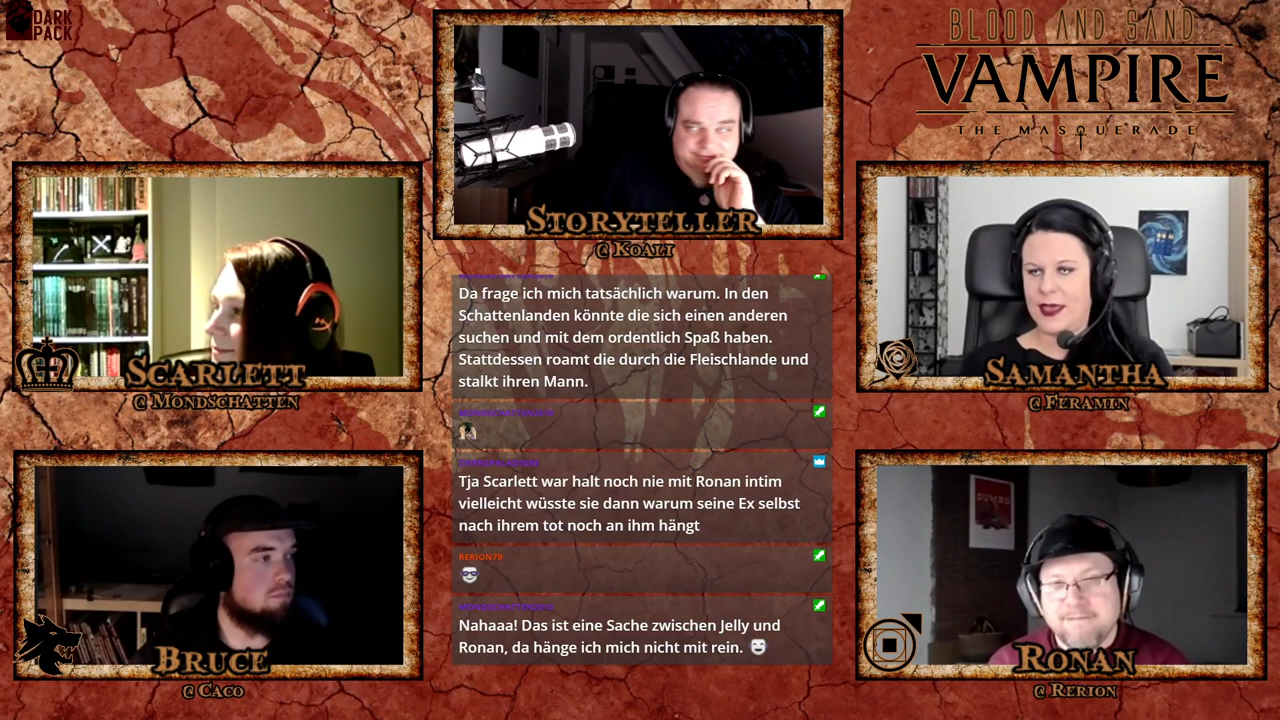 DARK
PACK
BLOOD AND SAND
VAMPIRE
THE MASQUERADE
STORYTELLER
@ KOALI
SCARLETT
@ MONDSCHATTEN
SAMANTHA
@ FERAMIN
Da frage ich mich tatsächlich warum. In den
Schattenlanden könnte die sich einen anderen
suchen und mit dem ordentlich Spaß haben.
Stattdessen roamt die durch die Fleischlande und
stalkt ihren Mann.
Tja Scarlett war halt noch nie mit Ronan intim
vielleicht wüsste sie dann warum seine Ex selbst
nach ihrem tot noch an ihm hängt
RERION79
Nahaaa! Das ist eine Sache zwischen Jelly und
Ronan, da hänge ich mich nicht mit rein.
BRUCE
@ CACO
RONAN
@ RERION